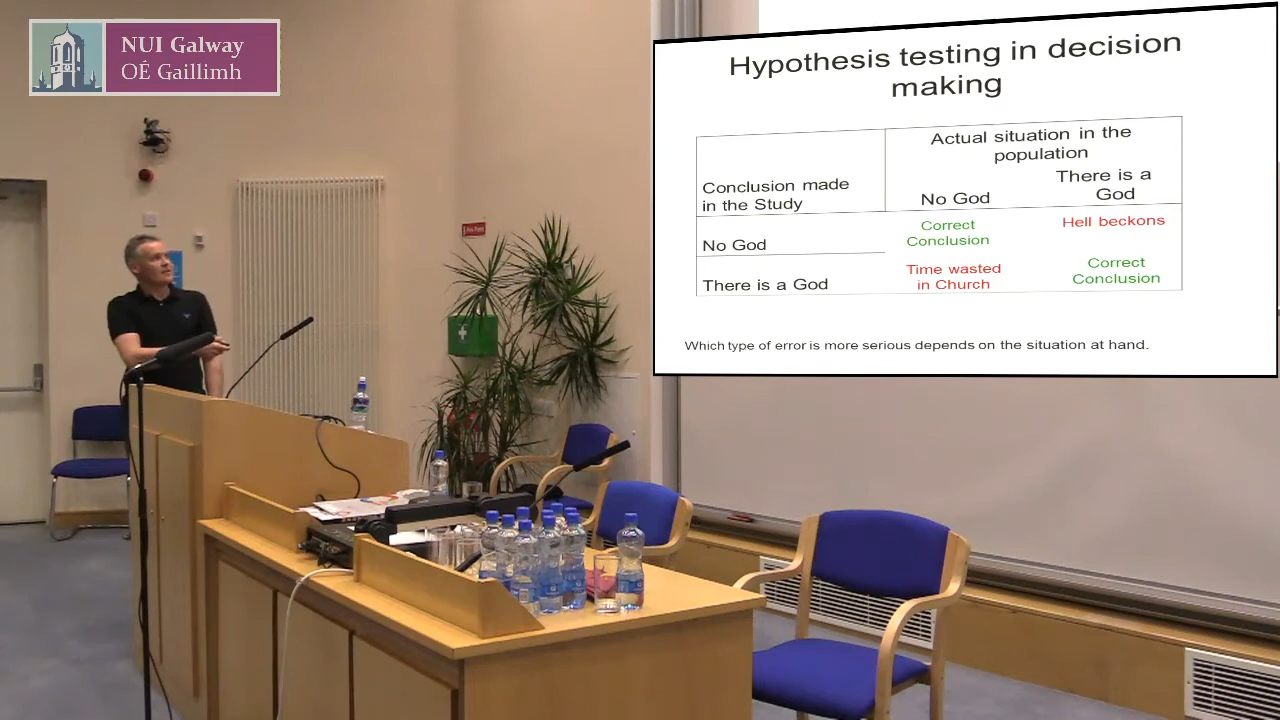 NUI Galway
OÉ Gaillimh
Hypothesis testing in decision
making
Actual situation in the
population
Conclusion made
in the Study
No God
There is a
God
No God
Correct
Conclusion
Hell beckons
There is a God
Time wasted
in Church
Correct
Conclusion
Which type of error is more serious depends on the situation at hand.